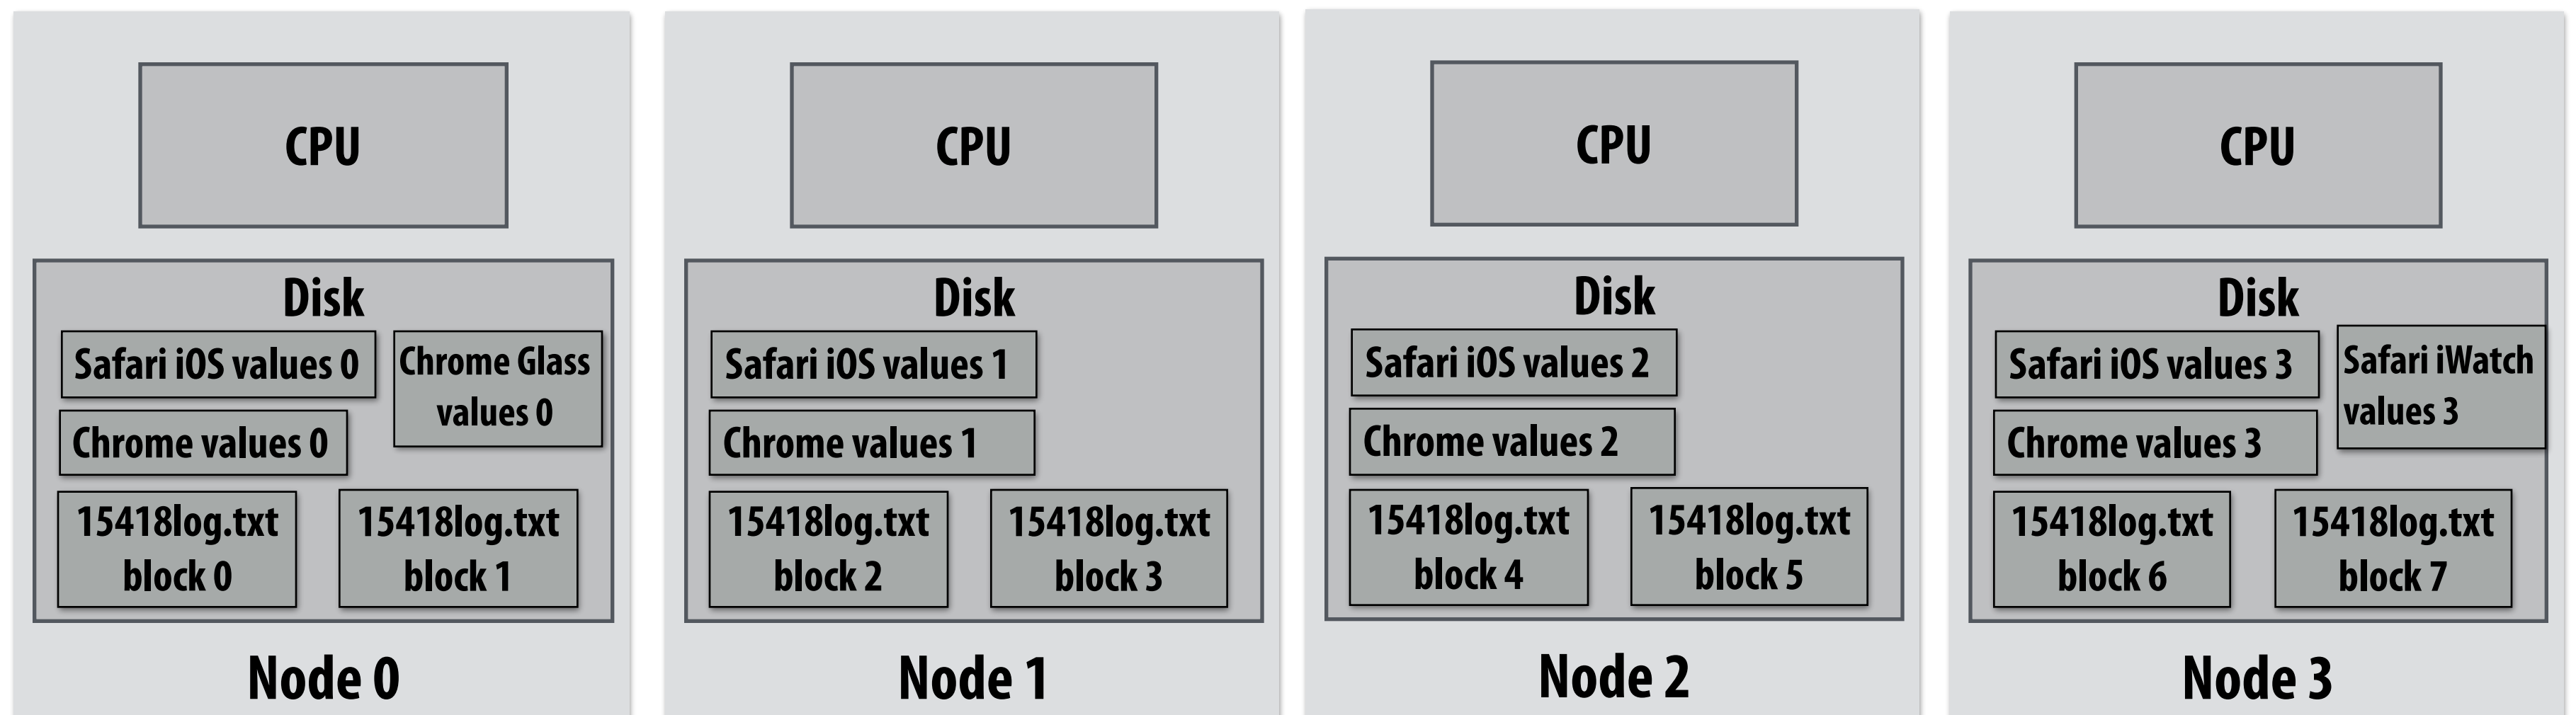 CPU
Disk
Safari iOS values 0
Chrome Glass
values 0
Chrome values 0
15418log.txt
block 0
15418log.txt
block 1
Node 0
CPU
Disk
Safari iOS values 1
Chrome values 1
15418log.txt
block 2
15418log.txt
block 3
Node 1
CPU
Disk
Safari iOS values 2
Chrome values 2
15418log.txt
block 4
15418log.txt
block 5
Node 2
CPU
Disk
Safari iOS values 3
Safari iWatch
values 3
Chrome values 3
15418log.txt
block 6
15418log.txt
block 7
Node 3